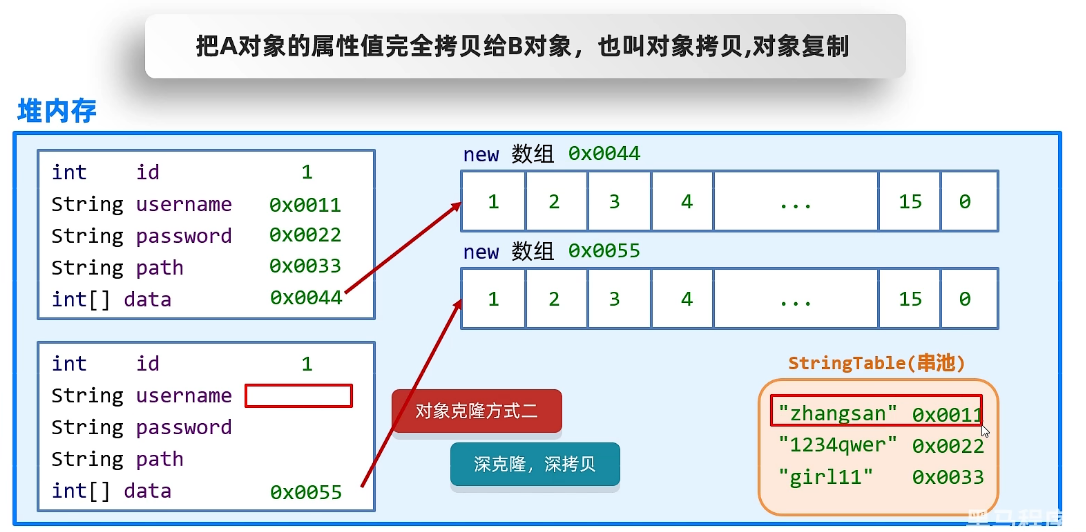 把A对象的属性值完全拷贝给B对象，也叫对象拷贝,对象复制
堆内存
int id 1
String username 0x0011
String password 0x0022
String path 0x0033
int[] data 0x0044
new 数组 0x0044
1 2 3 4 ... 15 0
new 数组 0x0055
1 2 3 4 ... 15 0
int id 1
String username
String password
String path
int[] data 0x0055
对象克隆方式二
深克隆，深拷贝
StringTable(串池)
"zhangsan" 0x0011
"1234qwer" 0x0022
"girl11" 0x0033